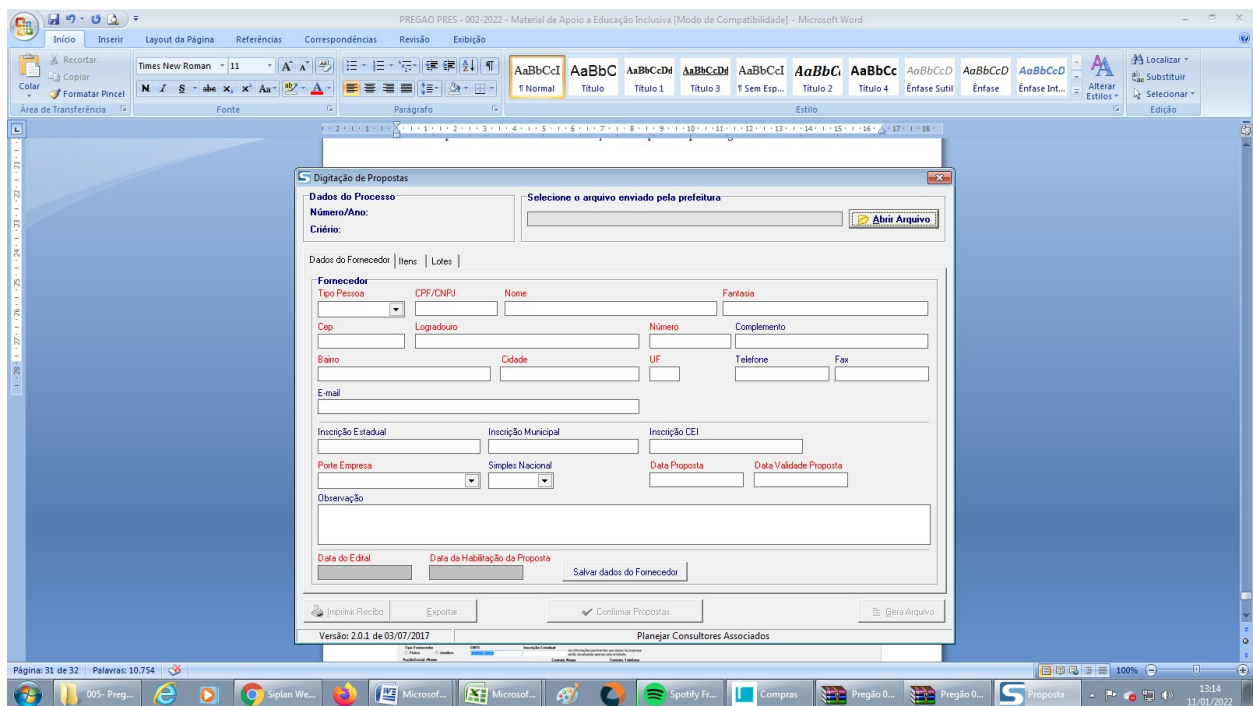 PREGAO PRES - 002-2022 - Material de Apoio a Educação Inclusiva [Modo de Compatibilidade] - Microsoft Word
Início Inserir Layout da Página Referências Correspondências Revisão Exibição
Recortar
Copiar
Formatar Pincel
Colar
Área de Transferência
Times New Roman 11
N I S abc x, x² Aa
Fonte
Parágrafo
AaBbCcI AaBbC AaBbCcDd AaBbCcDd AaBbCcI AaBbC AaBbCc AaBbCcD AaBbCcD AaBbCcD
¶ Normal Título Título 1 Título 3 ¶ Sem Esp... Título 2 Título 4 Ênfase Sutil Ênfase Ênfase Int...
Alterar Estilos
Estilo
Localizar
Substituir
Selecionar
Edição
Digitação de Propostas
Dados do Processo
Número/Ano:
Criério:
Selecione o arquivo enviado pela prefeitura
Abrir Arquivo
Dados do Fornecedor Itens Lotes
Fornecedor
Tipo Pessoa CPF/CNPJ Nome Fantasia
Cep Logradouro Número Complemento
Bairro Cidade UF Telefone Fax
E-mail
Inscrição Estadual Inscrição Municipal Inscrição CEI
Porte Empresa Simples Nacional Data Proposta Data Validade Proposta
Observação
Data do Edital Data da Habilitação da Proposta
Salvar dados do Fornecedor
Imprimir Recibo Exportar Confirmar Propostas Gera Arquivo
Versão: 2.0.1 de 03/07/2017 Planejar Consultores Associados
Página: 31 de 32 Palavras: 10.754 100%
005- Preg... Siplan We... Microsof... Microsof... Spotify Fr... Compras Pregão 0... Pregão 0... Proposta
13:14
11/01/2022